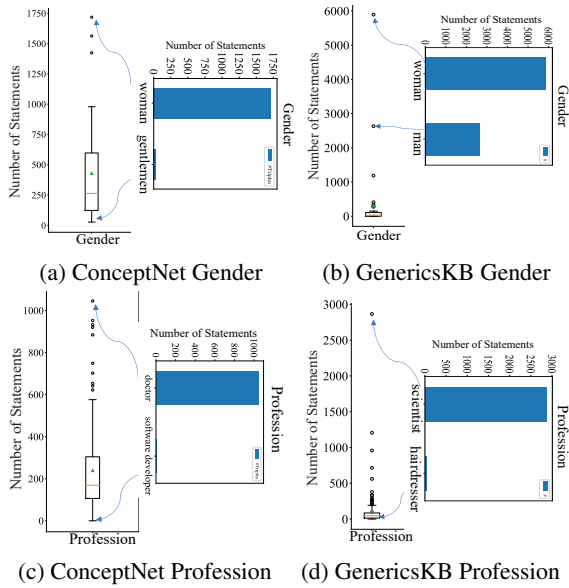 Number of Statements
1750
1500
1250
1000
750
500
250
0
Gender
Number of Statements
0
250
500
750
1000
1250
1500
1750
woman
gentlemen
Gender
#Triples
(a) ConceptNet Gender
Number of Statements
6000
5000
4000
3000
2000
1000
0
Gender
Number of Statements
0
1000
2000
3000
4000
5000
6000
woman
man
Gender
(b) GenericsKB Gender
Number of Statements
1000
800
600
400
200
0
Profession
Number of Statements
0
200
400
600
800
1000
doctor
software developer
Profession
#Triples
(c) ConceptNet Profession
Number of Statements
3000
2500
2000
1500
1000
500
0
Profession
Number of Statements
500
1000
1500
2000
2500
3000
scientist
hairdresser
Profession
(d) GenericsKB Profession